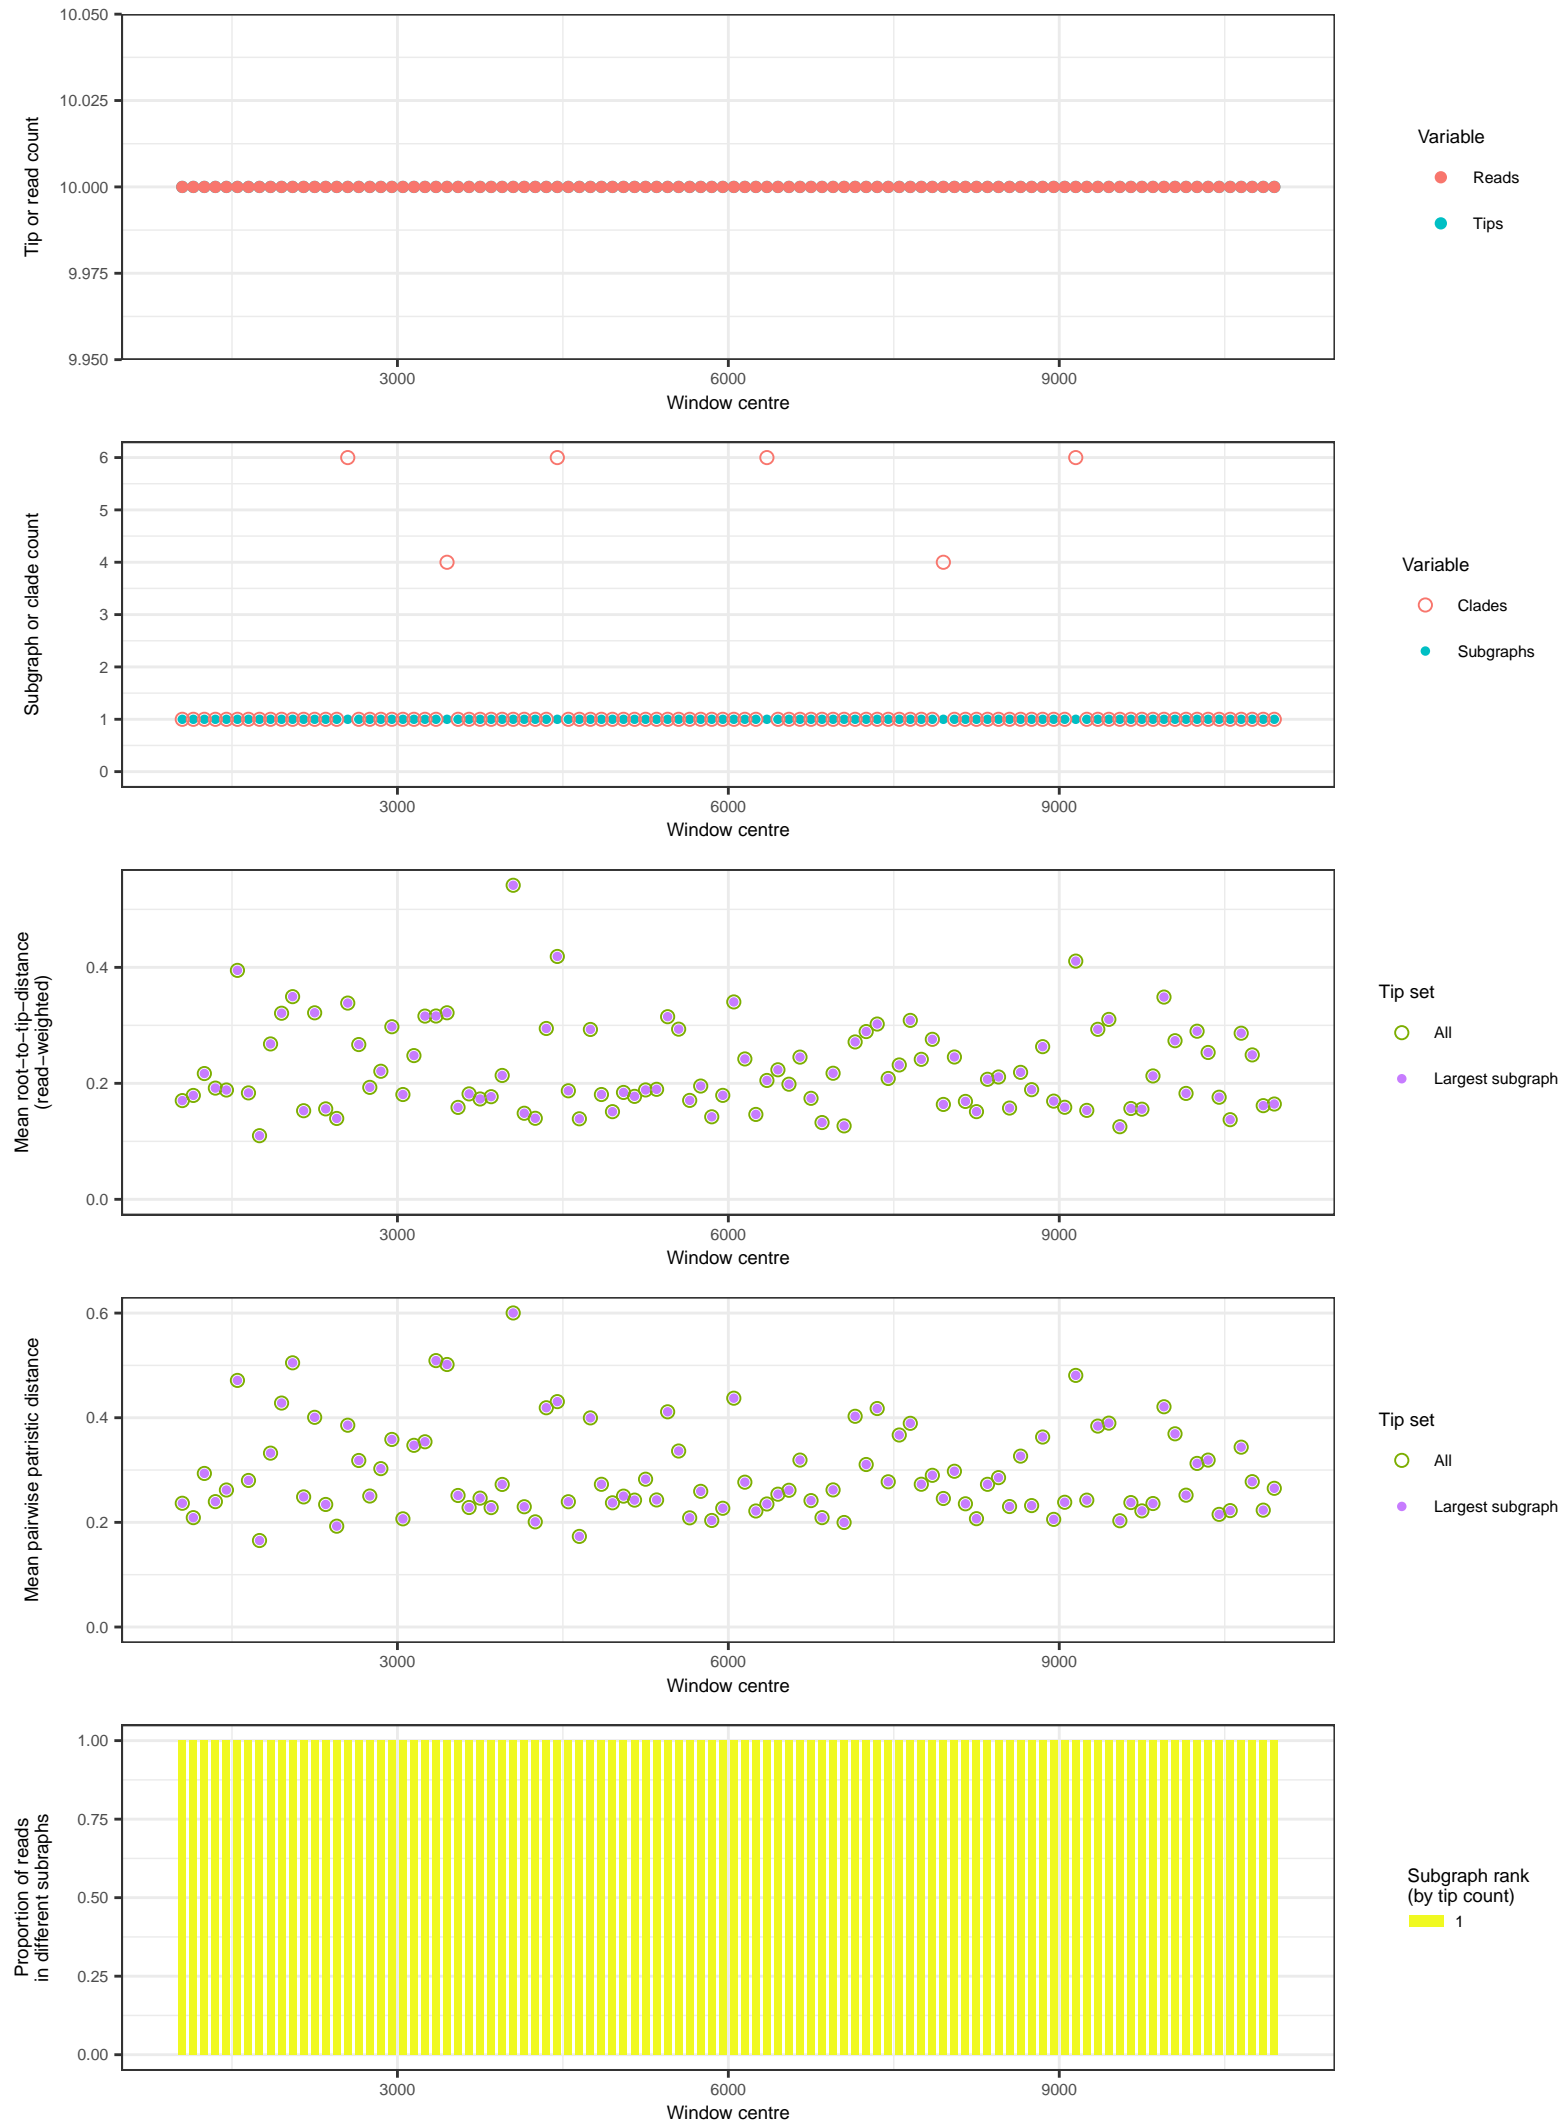 10.050
10.025
10.000
9.975
9.950
Tip or read count
3000
6000
9000
Window centre
Variable
Reads
Tips
6
5
4
3
2
1
0
Subgraph or clade count
3000
6000
9000
Window centre
Variable
Clades
Subgraphs
0.4
0.2
0.0
Mean root−to−tip−distance
(read−weighted)
3000
6000
9000
Window centre
Tip set
All
Largest subgraph
0.6
0.4
0.2
0.0
Mean pairwise patristic distance
3000
6000
9000
Window centre
Tip set
All
Largest subgraph
1.00
0.75
0.50
0.25
0.00
Proportion of reads
in different subraphs
3000
6000
9000
Window centre
Subgraph rank
(by tip count)
1